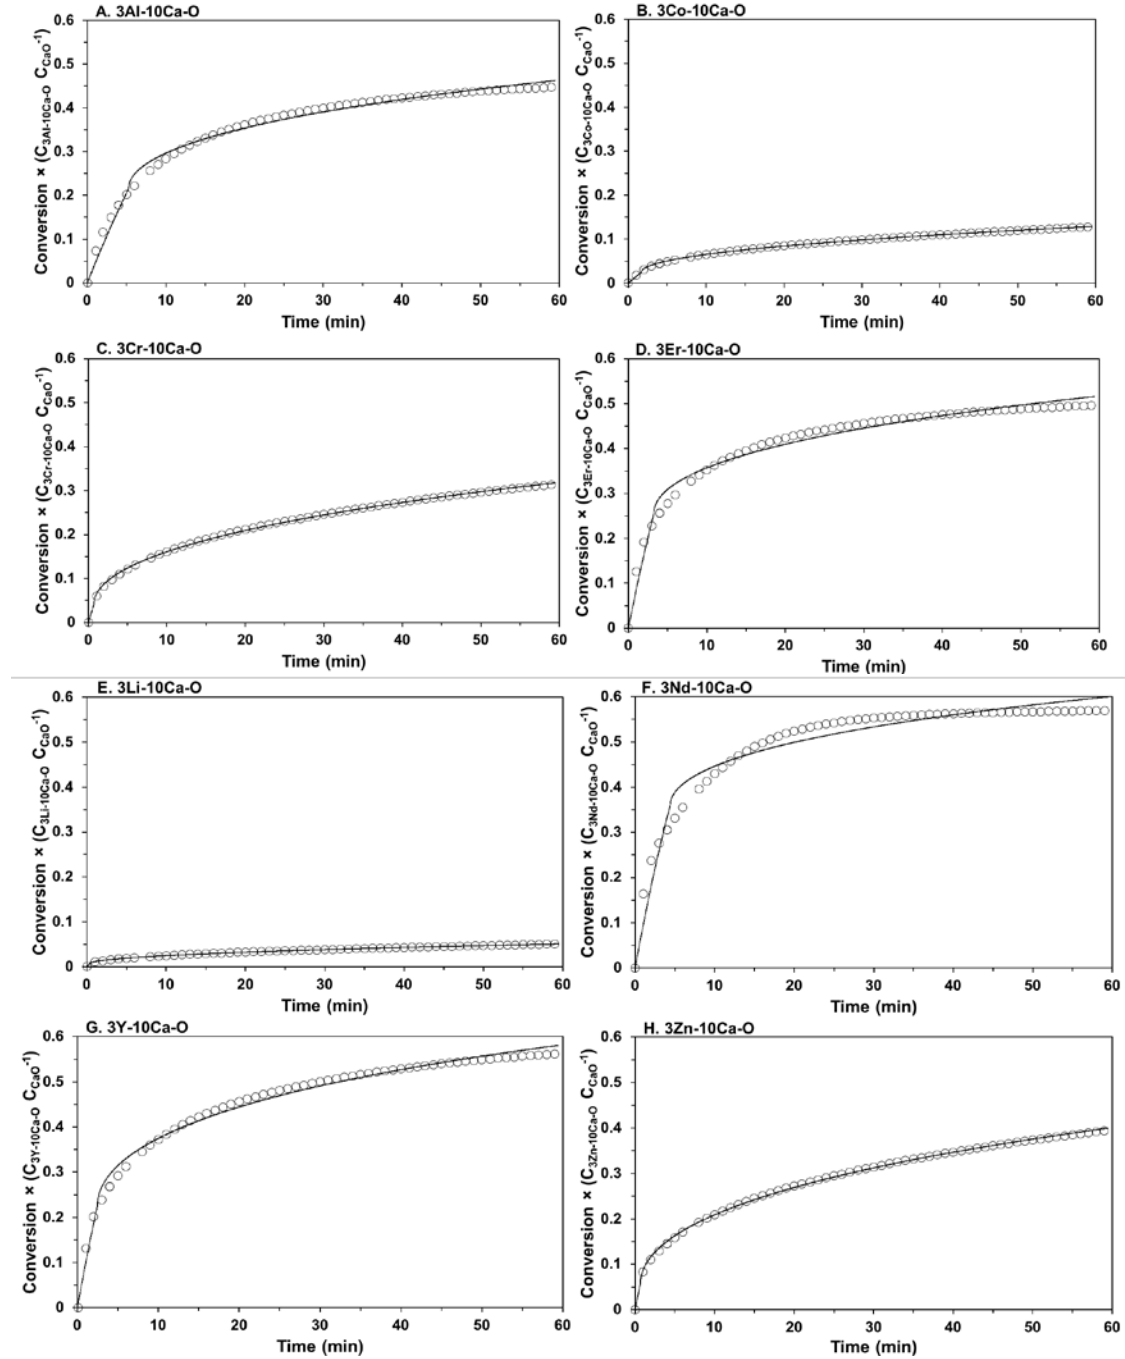 A. 3Al-10Ca-O
Conversion × (C3Al-10Ca-O CCaO-1)
0.6
0.5
0.4
0.3
0.2
0.1
0
0 10 20 30 40 50 60
Time (min)
B. 3Co-10Ca-O
Conversion × (C3Co-10Ca-O CCaO-1)
0.6
0.5
0.4
0.3
0.2
0.1
0
0 10 20 30 40 50 60
Time (min)
C. 3Cr-10Ca-O
Conversion × (C3Cr-10Ca-O CCaO-1)
0.6
0.5
0.4
0.3
0.2
0.1
0
0 10 20 30 40 50 60
Time (min)
D. 3Er-10Ca-O
Conversion × (C3Er-10Ca-O CCaO-1)
0.6
0.5
0.4
0.3
0.2
0.1
0
0 10 20 30 40 50 60
Time (min)
E. 3Li-10Ca-O
Conversion × (C3Li-10Ca-O CCaO-1)
0.6
0.5
0.4
0.3
0.2
0.1
0
0 10 20 30 40 50 60
Time (min)
F. 3Nd-10Ca-O
Conversion × (C3Nd-10Ca-O CCaO-1)
0.6
0.5
0.4
0.3
0.2
0.1
0
0 10 20 30 40 50 60
Time (min)
G. 3Y-10Ca-O
Conversion × (C3Y-10Ca-O CCaO-1)
0.6
0.5
0.4
0.3
0.2
0.1
0
0 10 20 30 40 50 60
Time (min)
H. 3Zn-10Ca-O
Conversion × (C3Zn-10Ca-O CCaO-1)
0.6
0.5
0.4
0.3
0.2
0.1
0
0 10 20 30 40 50 60
Time (min)